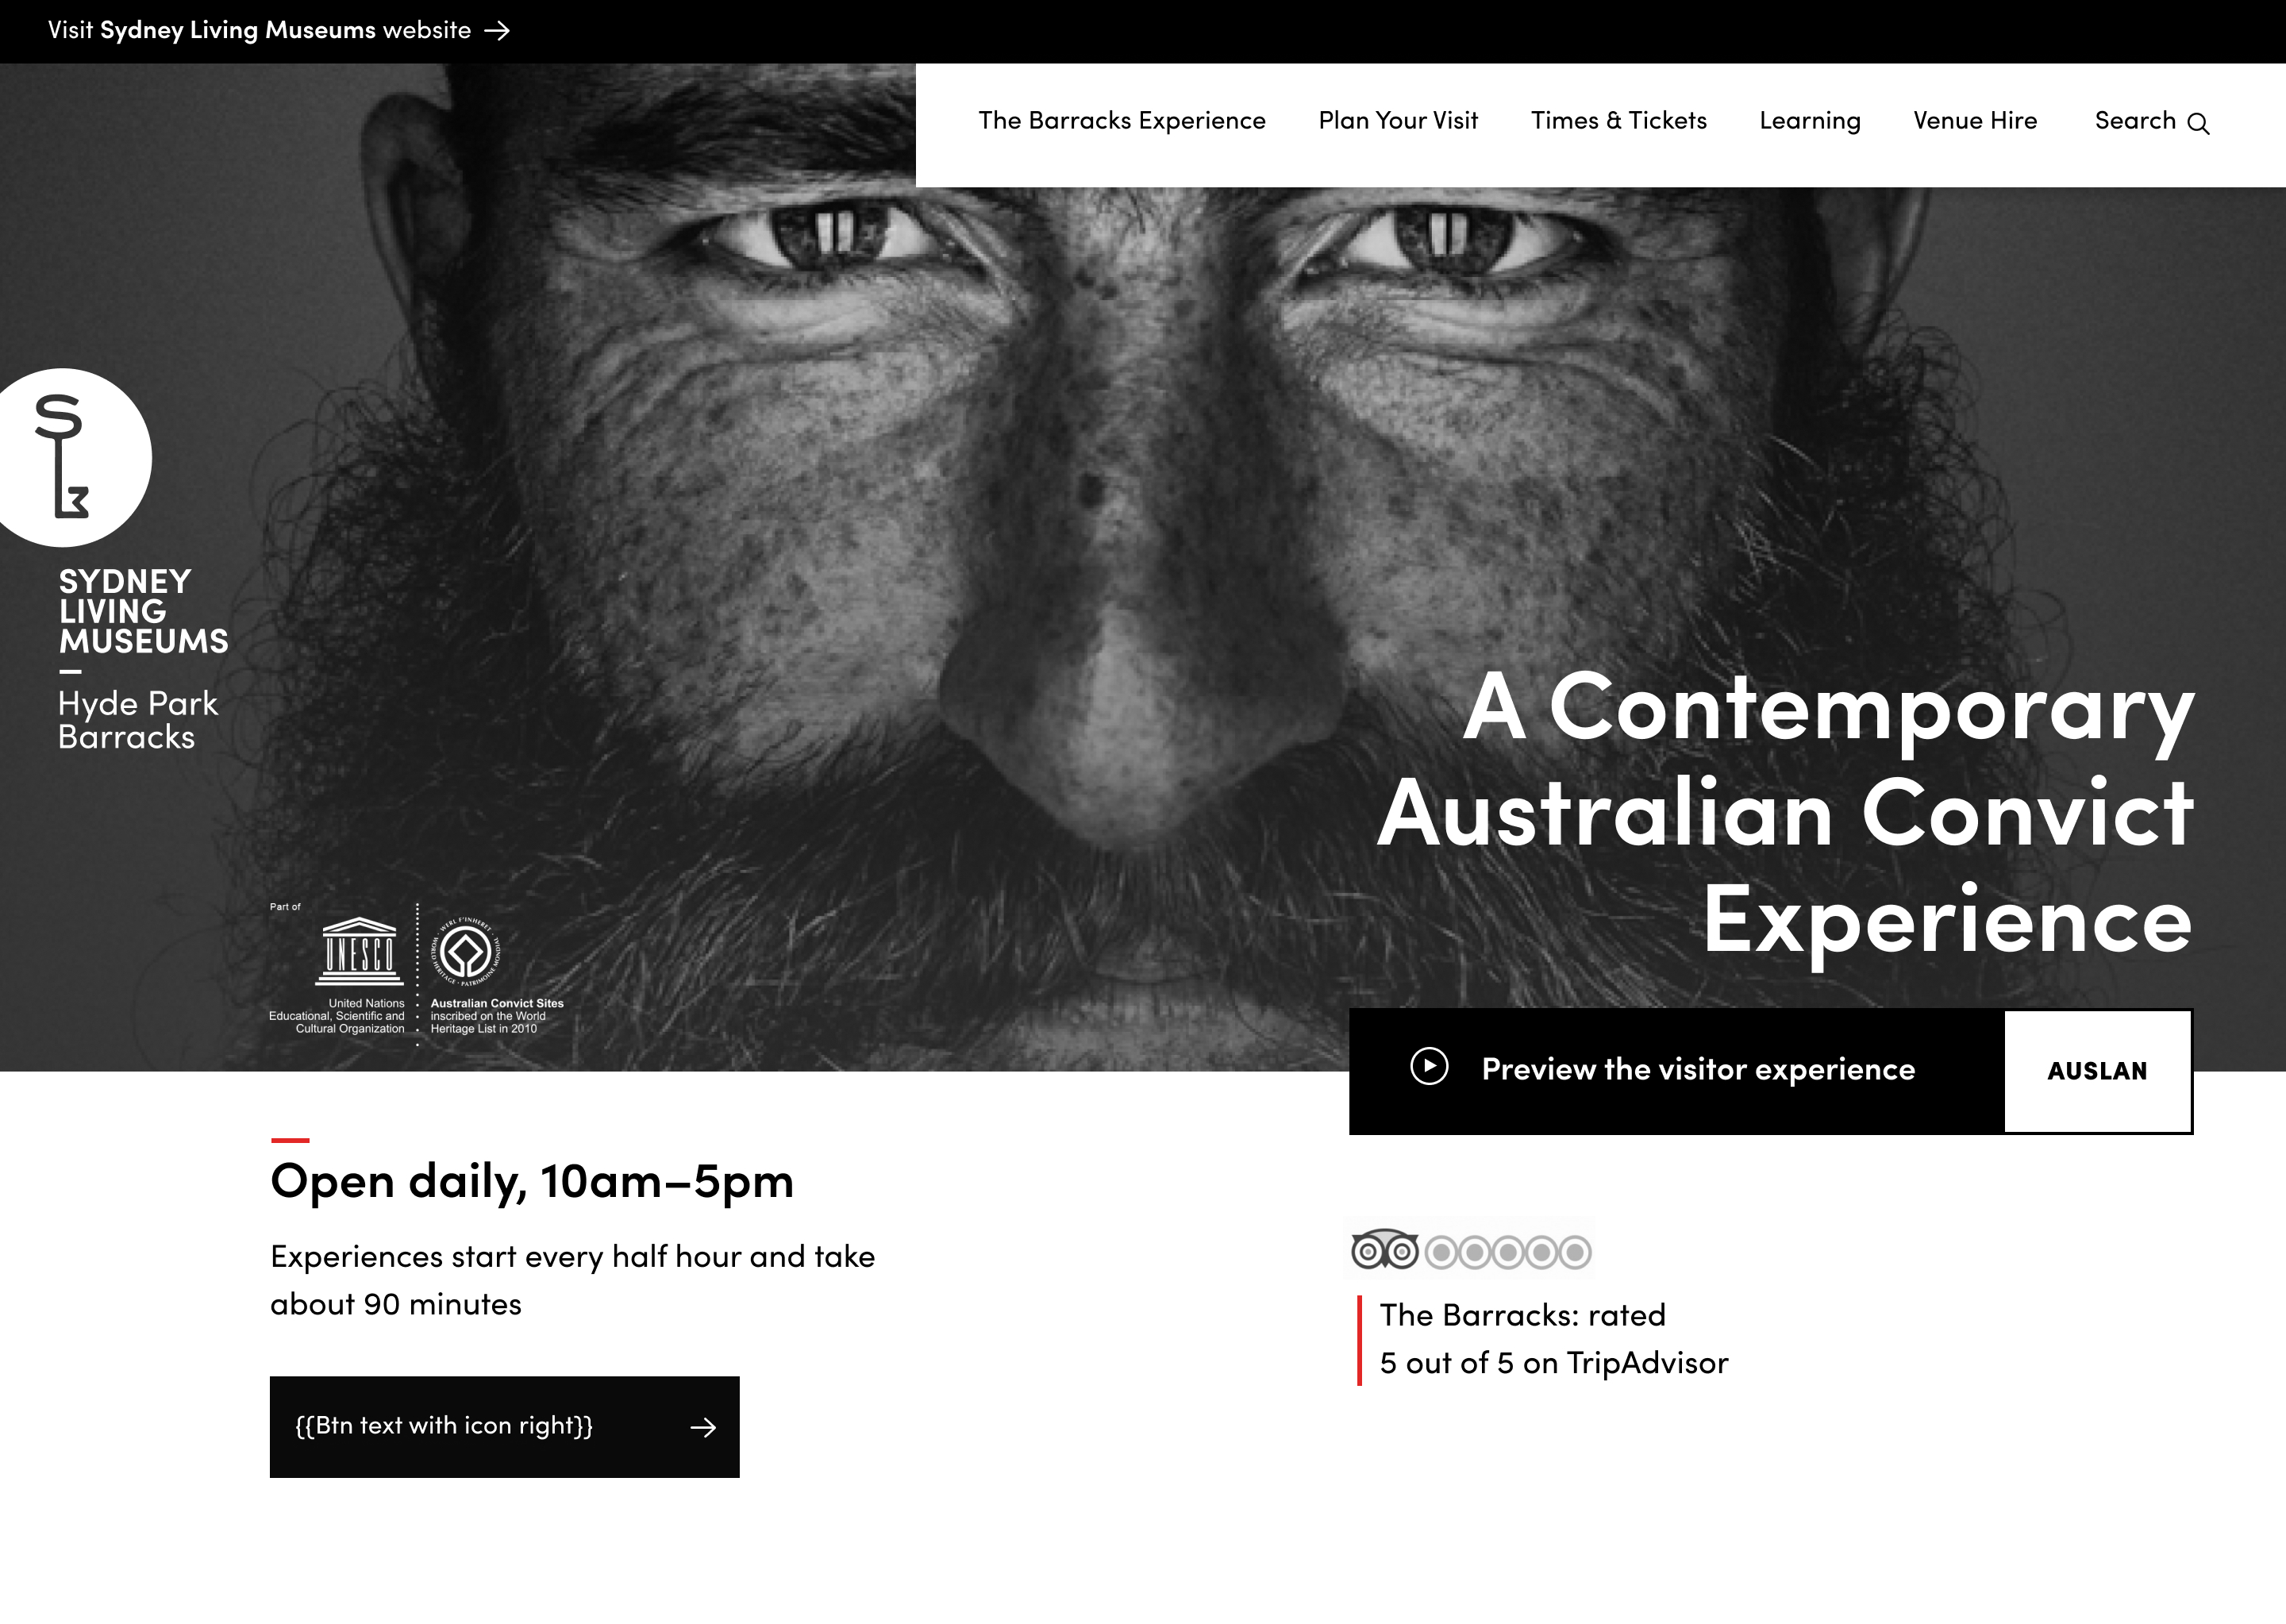 Visit Sydney Living Museums website
The Barracks Experience
Plan Your Visit
Times & Tickets
Learning
Venue Hire
Search
SYDNEY
LIVING
MUSEUMS
Hyde Park
Barracks
A Contemporary
Australian Convict
Experience
Part of
UNESCO
WORLD HERITAGE · PATRIMOINE MONDIAL
United Nations
Educational, Scientific and
Cultural Organization
Australian Convict Sites
inscribed on the World
Heritage List in 2010
Preview the visitor experience
AUSLAN
Open daily, 10am–5pm
Experiences start every half hour and take
about 90 minutes
{{Btn text with icon right}}
The Barracks: rated
5 out of 5 on TripAdvisor